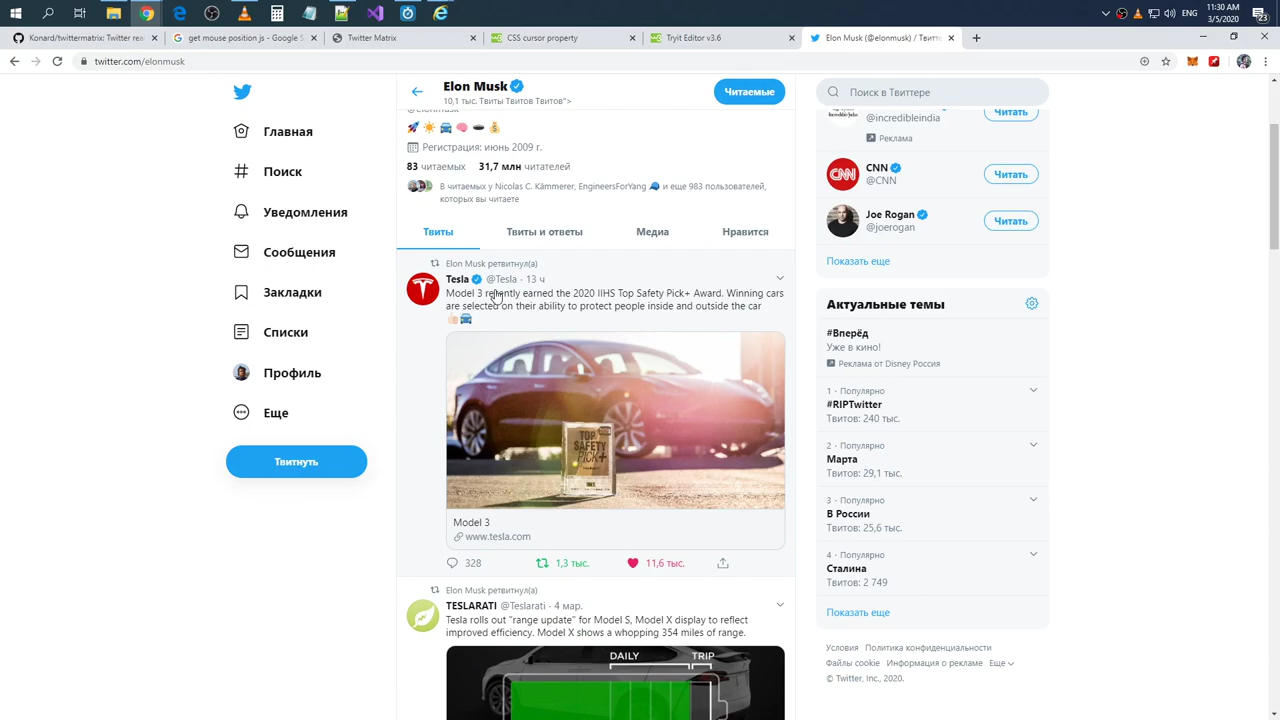 11:30 AM
ENG
3/5/2020
23
Konard/twittermatrix: Twitter rea
get mouse position js - Google S
Twitter Matrix
CSS cursor property
Tryit Editor v3.6
Elon Musk (@elonmusk) / Твитте
twitter.com/elonmusk
Главная
Поиск
Уведомления
Сообщения
Закладки
Списки
Профиль
Еще
Твитнуть
Elon Musk
10,1 тыс. Твиты Твитов Твитов">
Читаемые
@elonmusk
Регистрация: июнь 2009 г.
83 читаемых 31,7 млн читателей
В читаемых у Nicolas C. Kämmerer, EngineersForYang и еще 983 пользователей,
которых вы читаете
Твиты
Твиты и ответы
Медиа
Нравится
Elon Musk ретвитнул(а)
Tesla @Tesla · 13 ч
Model 3 recently earned the 2020 IIHS Top Safety Pick+ Award. Winning cars
are selected on their ability to protect people inside and outside the car
TOP
SAFETY
PICK+
Model 3
www.tesla.com
328
1,3 тыс.
11,6 тыс.
Elon Musk ретвитнул(а)
TESLARATI @Teslarati · 4 мар.
Tesla rolls out "range update" for Model S, Model X display to reflect
improved efficiency. Model X shows a whopping 354 miles of range.
DAILY
TRIP
Поиск в Твиттере
@incredibleindia
Реклама
Читать
CNN
@CNN
Читать
Joe Rogan
@joerogan
Читать
Показать еще
Актуальные темы
#Вперёд
Уже в кино!
Реклама от Disney Россия
1 · Популярно
#RIPTwitter
Твитов: 240 тыс.
2 · Популярно
Марта
Твитов: 29,1 тыс.
3 · Популярно
В России
Твитов: 25,6 тыс.
4 · Популярно
Сталина
Твитов: 2 749
Показать еще
Условия Политика конфиденциальности
Файлы cookie Информация о рекламе Еще
© Twitter, Inc., 2020.